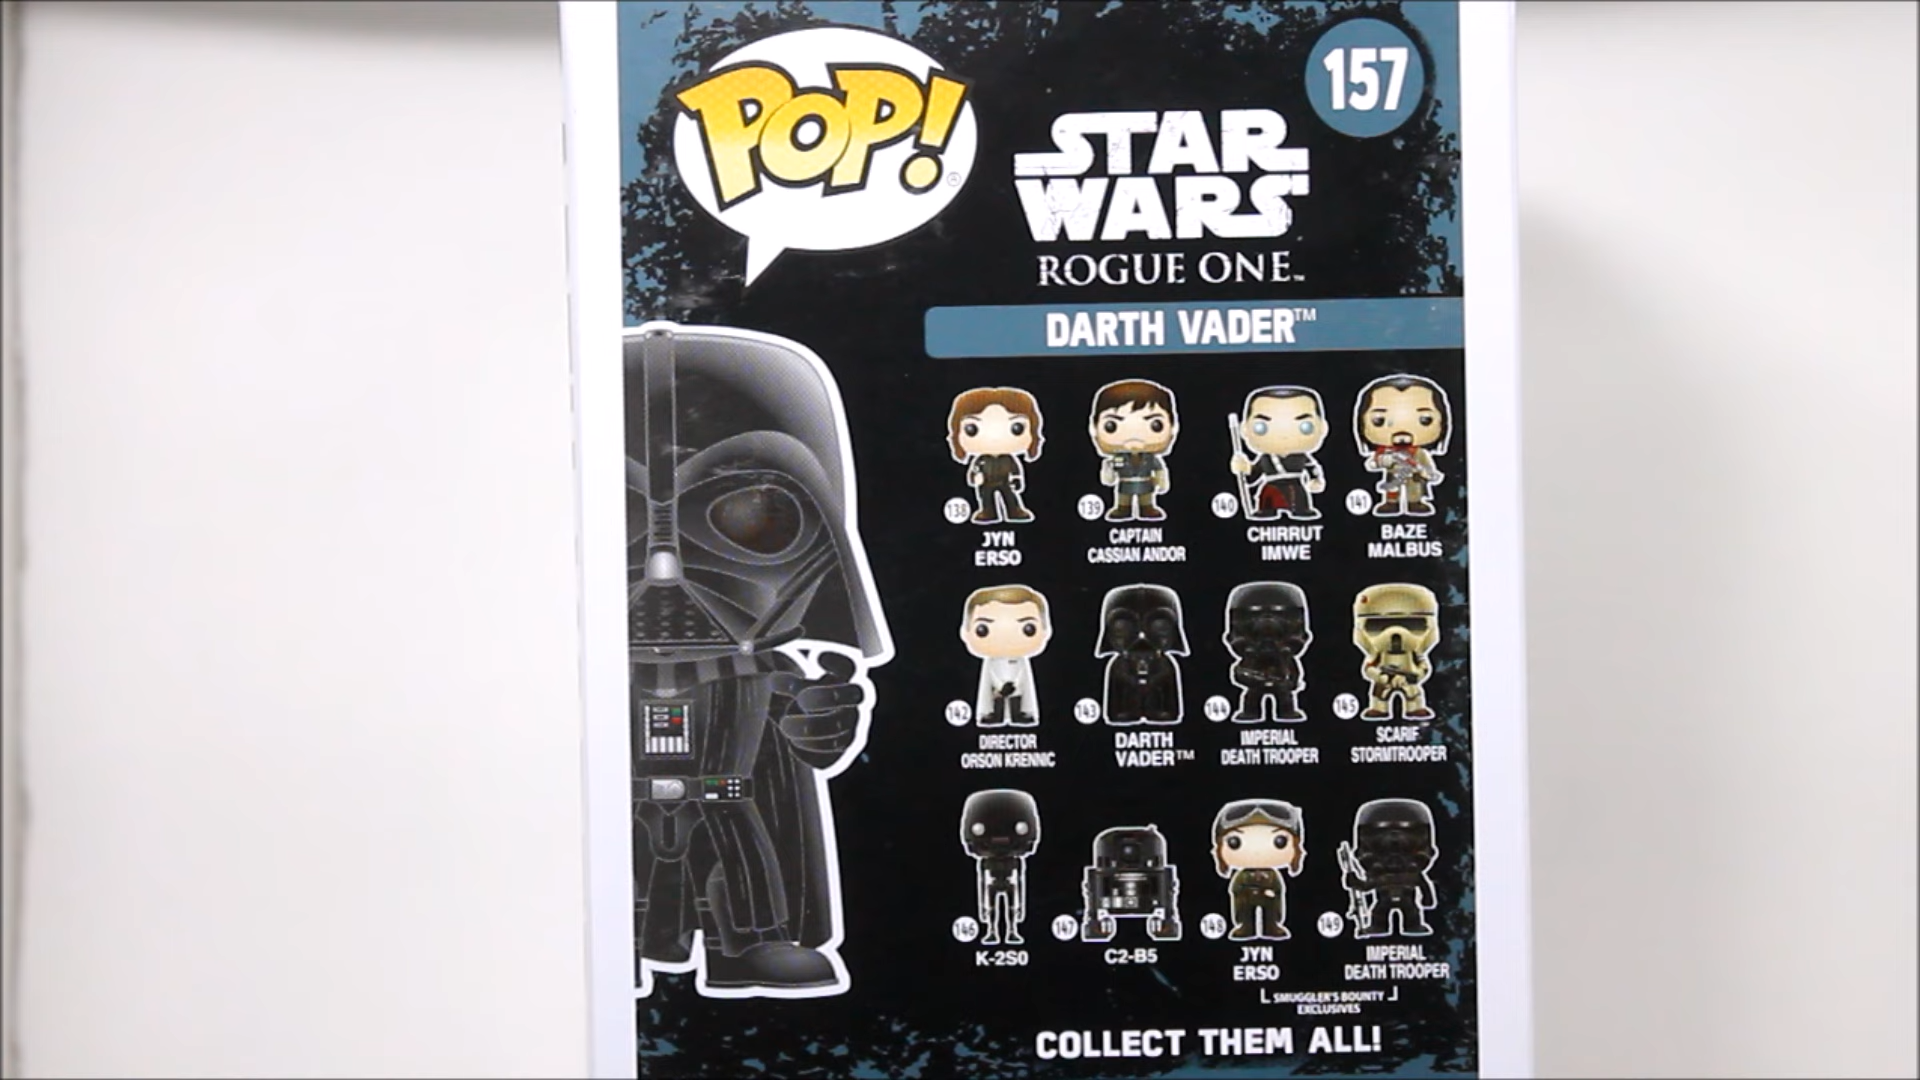 POP!
®
157
STAR
WARS
ROGUE ONE™
DARTH VADER™
138
JYN
ERSO
139
CAPTAIN
CASSIAN ANDOR
140
CHIRRUT
IMWE
141
BAZE
MALBUS
142
DIRECTOR
ORSON KRENNIC
143
DARTH
VADER™
144
IMPERIAL
DEATH TROOPER
145
SCARIF
STORMTROOPER
146
K-2SO
147
C2-B5
148
JYN
ERSO
149
IMPERIAL
DEATH TROOPER
SMUGGLER'S BOUNTY
EXCLUSIVES
COLLECT THEM ALL!